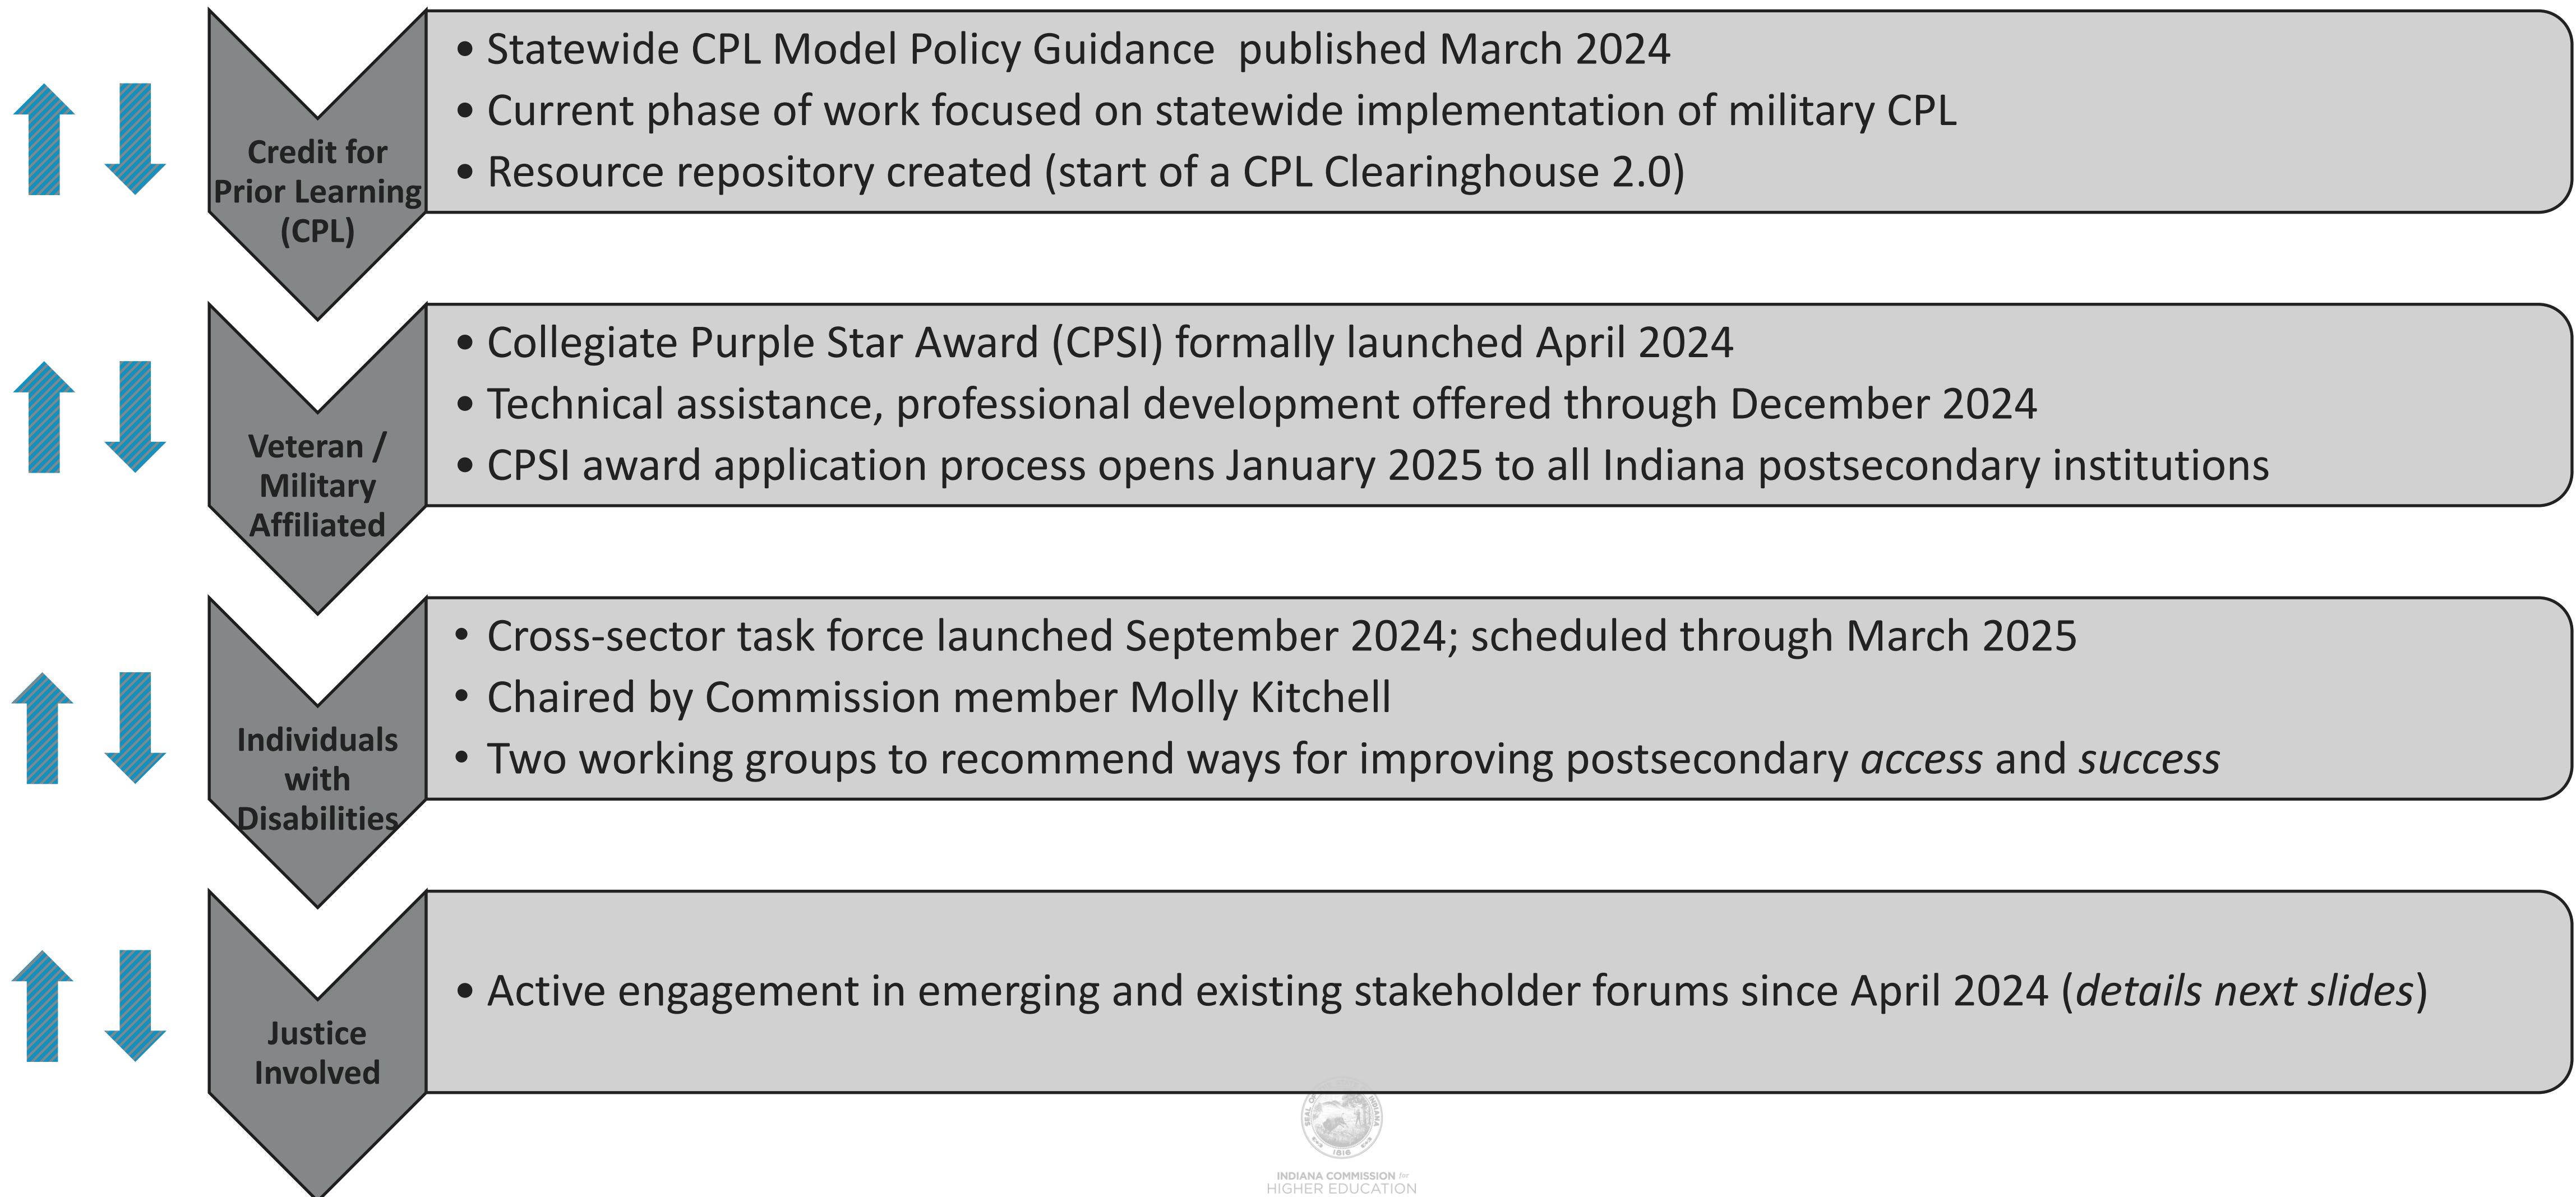 Credit for
Prior Learning
(CPL)
• Statewide CPL Model Policy Guidance  published March 2024
• Current phase of work focused on statewide implementation of military CPL
• Resource repository created (start of a CPL Clearinghouse 2.0)
Veteran /
Military
Affiliated
• Collegiate Purple Star Award (CPSI) formally launched April 2024
• Technical assistance, professional development offered through December 2024
• CPSI award application process opens January 2025 to all Indiana postsecondary institutions
Individuals
with
Disabilities
• Cross-sector task force launched September 2024; scheduled through March 2025
• Chaired by Commission member Molly Kitchell
• Two working groups to recommend ways for improving postsecondary access and success
Justice
Involved
• Active engagement in emerging and existing stakeholder forums since April 2024 (details next slides)
1816
INDIANA COMMISSION for
HIGHER EDUCATION